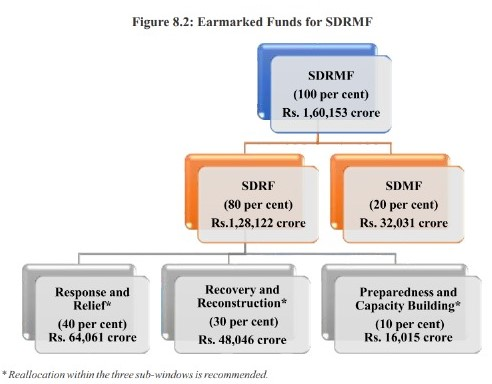 Figure 8.2: Earmarked Funds for SDRMF
SDRMF
(100 per cent)
Rs. 1,60,153 crore
SDRF
(80 per cent)
Rs.1,28,122 crore
SDMF
(20 per cent)
Rs. 32,031 crore
Response and
Relief*
(40 per cent)
Rs. 64,061 crore
Recovery and
Reconstruction*
(30 per cent)
Rs. 48,046 crore
Preparedness and
Capacity Building*
(10 per cent)
Rs. 16,015 crore
* Reallocation within the three sub-windows is recommended.